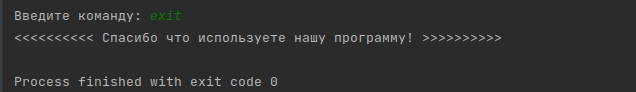 Введите команду: exit
<<<<<<<<<< Спасибо что используете нашу программу! >>>>>>>>>>
Process finished with exit code 0